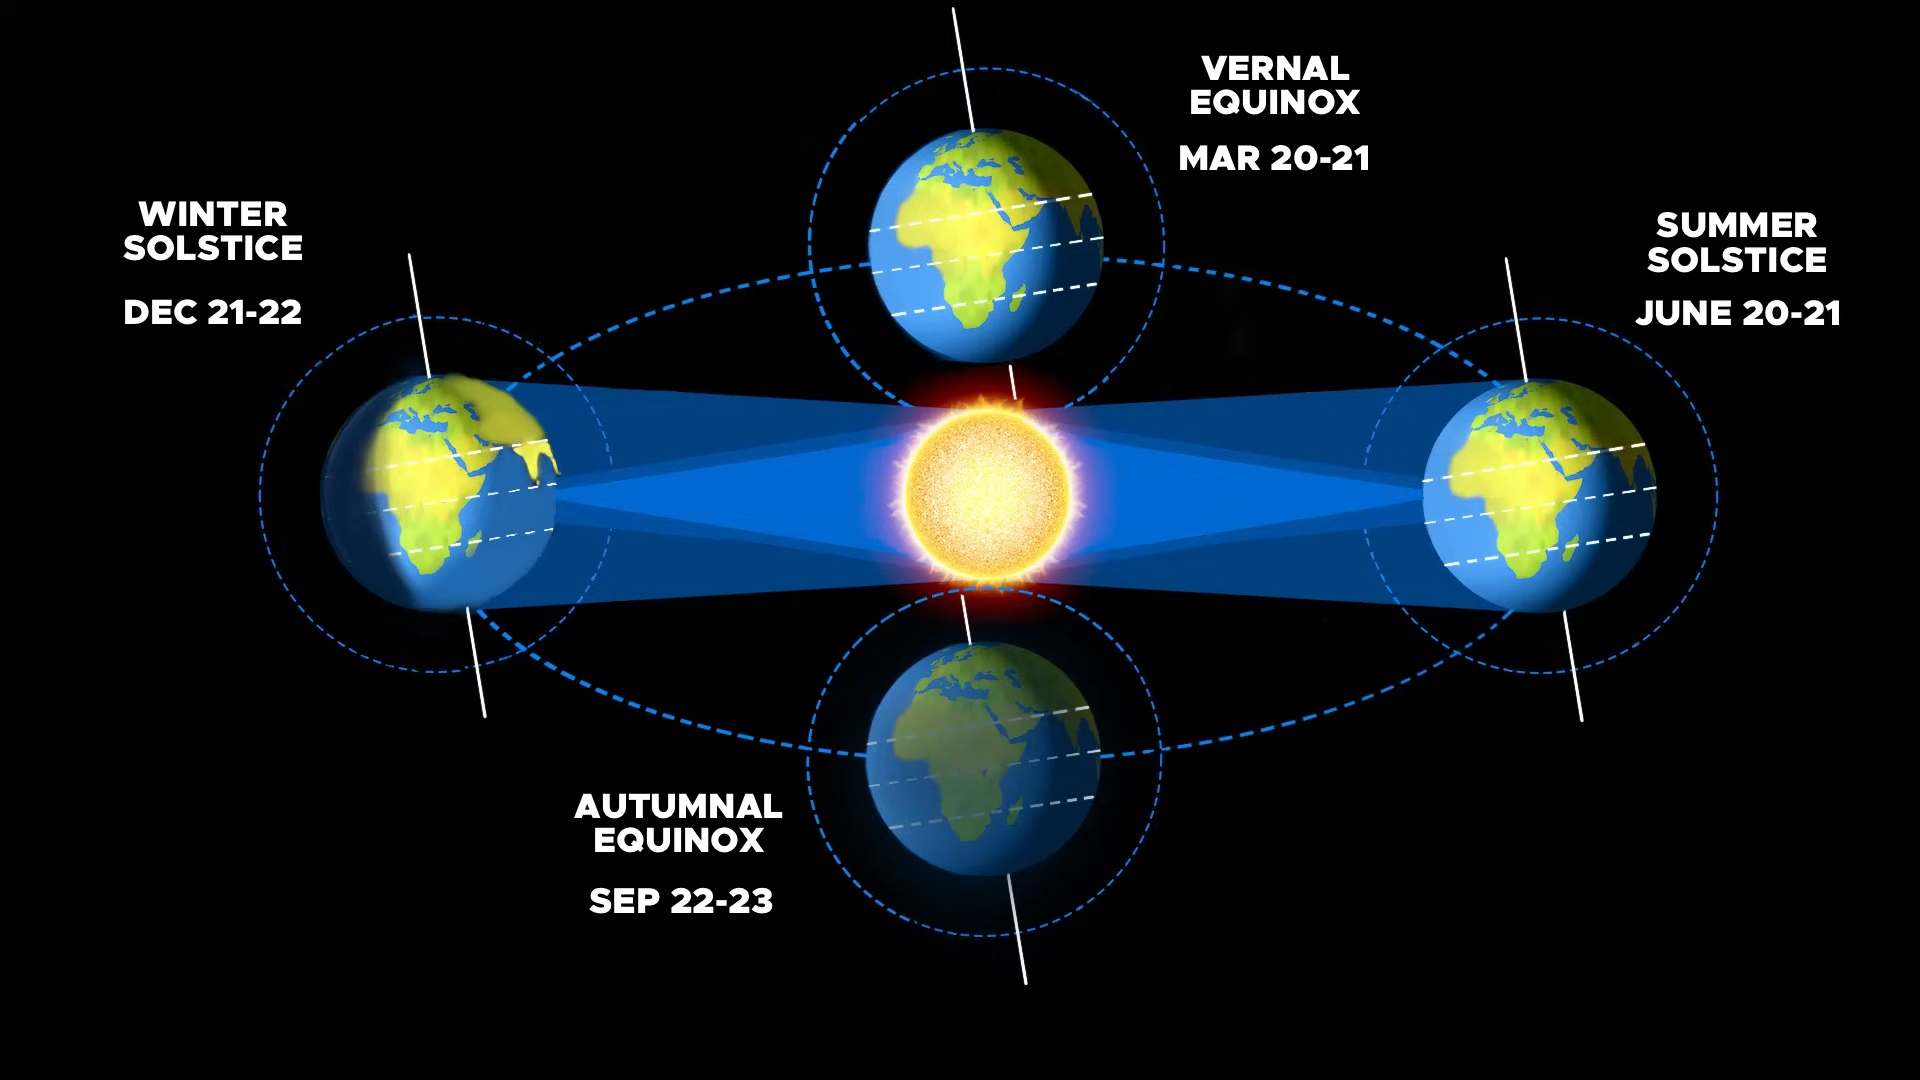 VERNAL
EQUINOX
MAR 20-21
WINTER
SOLSTICE
DEC 21-22
SUMMER
SOLSTICE
JUNE 20-21
AUTUMNAL
EQUINOX
SEP 22-23